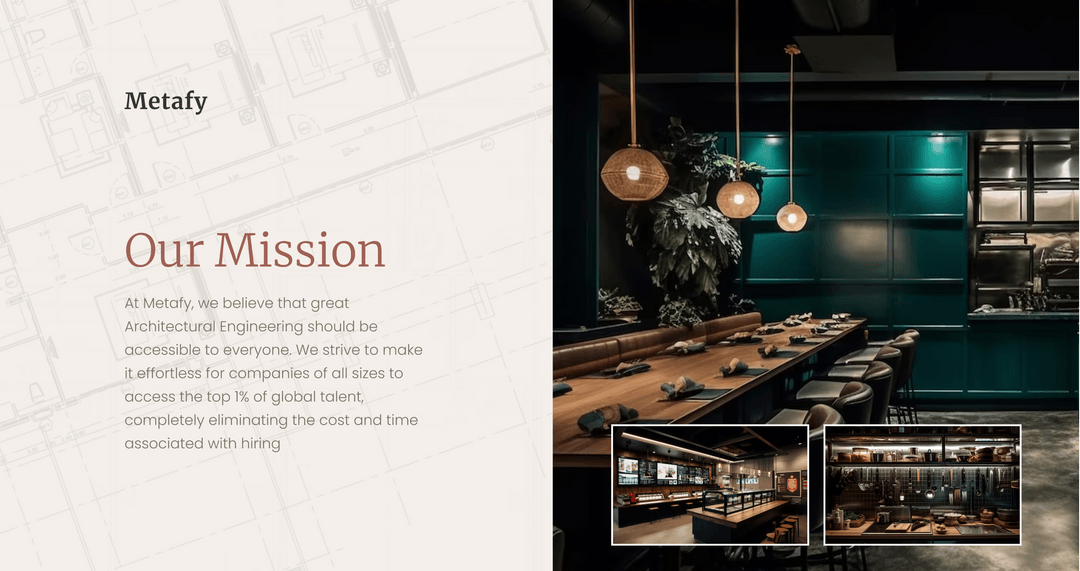 Metafy
Our Mission
At Metafy, we believe that great
Architectural Engineering should be
accessible to everyone. We strive to make
it effortless for companies of all sizes to
access the top 1% of global talent,
completely eliminating the cost and time
associated with hiring